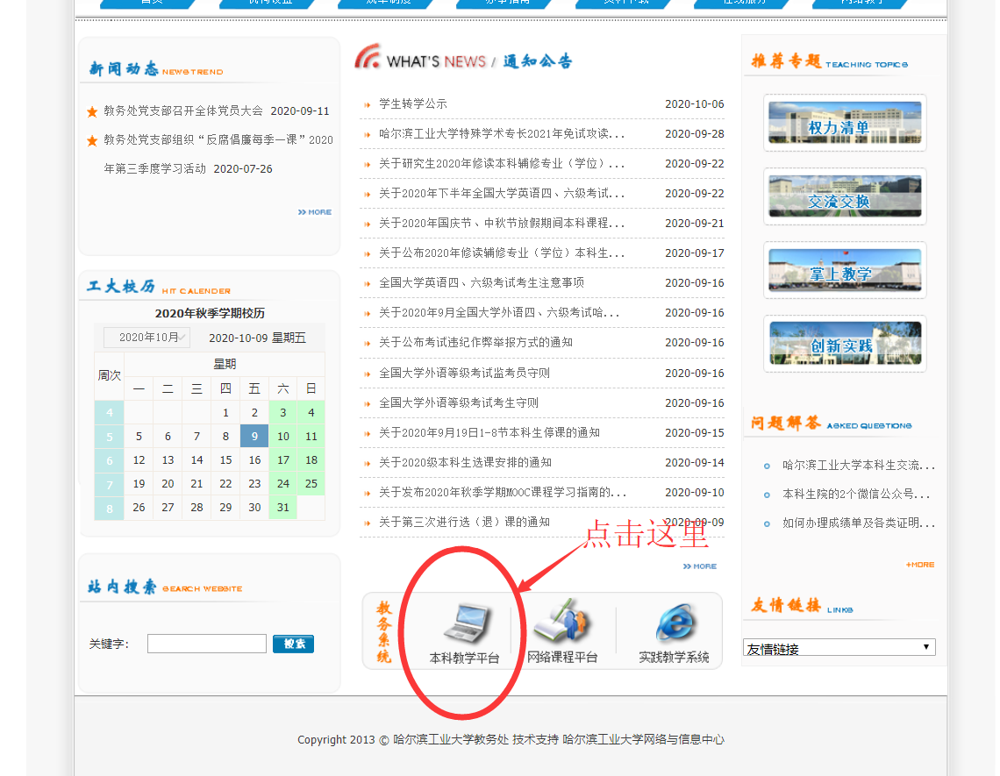 首页 机构设置 规章制度 办事指南 资料下载 在线服务 网络教学
新闻动态 NEWSTREND
教务处党支部召开全体党员大会 2020-09-11
教务处党支部组织“反腐倡廉每季一课”2020
年第三季度学习活动 2020-07-26
MORE
工大校历 HIT CALENDER
2020年秋季学期校历
2020年10月 2020-10-09 星期五
周次 星期
一 二 三 四 五 六 日
4 1 2 3 4
5 5 6 7 8 9 10 11
6 12 13 14 15 16 17 18
7 19 20 21 22 23 24 25
8 26 27 28 29 30 31
站内搜索 SEARCH WEBSITE
关键字： 搜索
WHAT'S NEWS / 通知公告
学生转学公示 2020-10-06
哈尔滨工业大学特殊学术专长2021年免试攻读... 2020-09-28
关于研究生2020年修读本科辅修专业（学位）... 2020-09-22
关于2020年下半年全国大学英语四、六级考试... 2020-09-22
关于2020年国庆节、中秋节放假期间本科课程... 2020-09-21
关于公布2020年修读辅修专业（学位）本科生... 2020-09-17
全国大学英语四、六级考试考生注意事项 2020-09-16
关于2020年9月全国大学外语四、六级考试哈... 2020-09-16
关于公布考试违纪作弊举报方式的通知 2020-09-16
全国大学外语等级考试监考员守则 2020-09-16
全国大学外语等级考试考生守则 2020-09-16
关于2020年9月19日1-8节本科生停课的通知 2020-09-15
关于2020级本科生选课安排的通知 2020-09-14
关于发布2020年秋季学期MOOC课程学习指南的... 2020-09-10
关于第三次进行选（退）课的通知 2020-09-09
点击这里
MORE
教务系统
本科教学平台 网络课程平台 实践教学系统
推荐专题 TEACHING TOPICS
权力清单
交流交换
掌上教学
创新实践
问题解答 ASKED QUESTIONS
哈尔滨工业大学本科生交流...
本科生院的2个微信公众号...
如何办理成绩单及各类证明...
+MORE
友情链接 LINKS
友情链接
Copyright 2013 © 哈尔滨工业大学教务处 技术支持 哈尔滨工业大学网络与信息中心